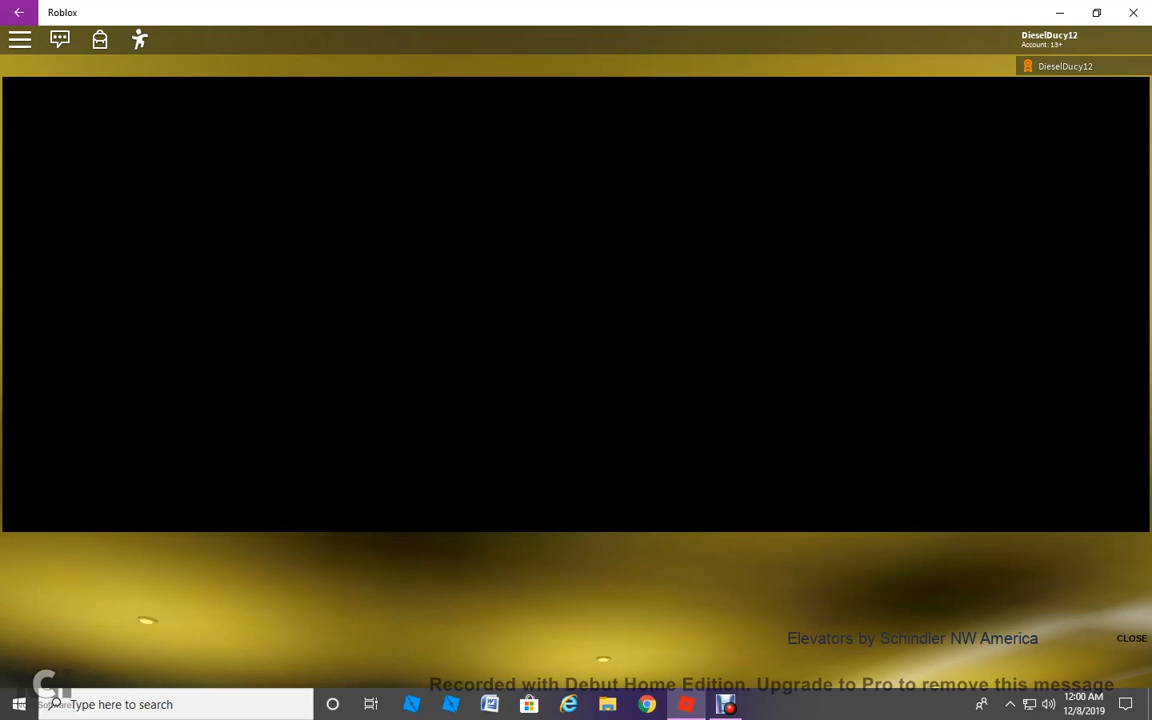 Roblox
DieselDucy12
Account: 13+
DieselDucy12
Elevators by Schindler NW America
CLOSE
Recorded with Debut Home Edition. Upgrade to Pro to remove this message
Type here to search
12:00 AM
12/8/2019